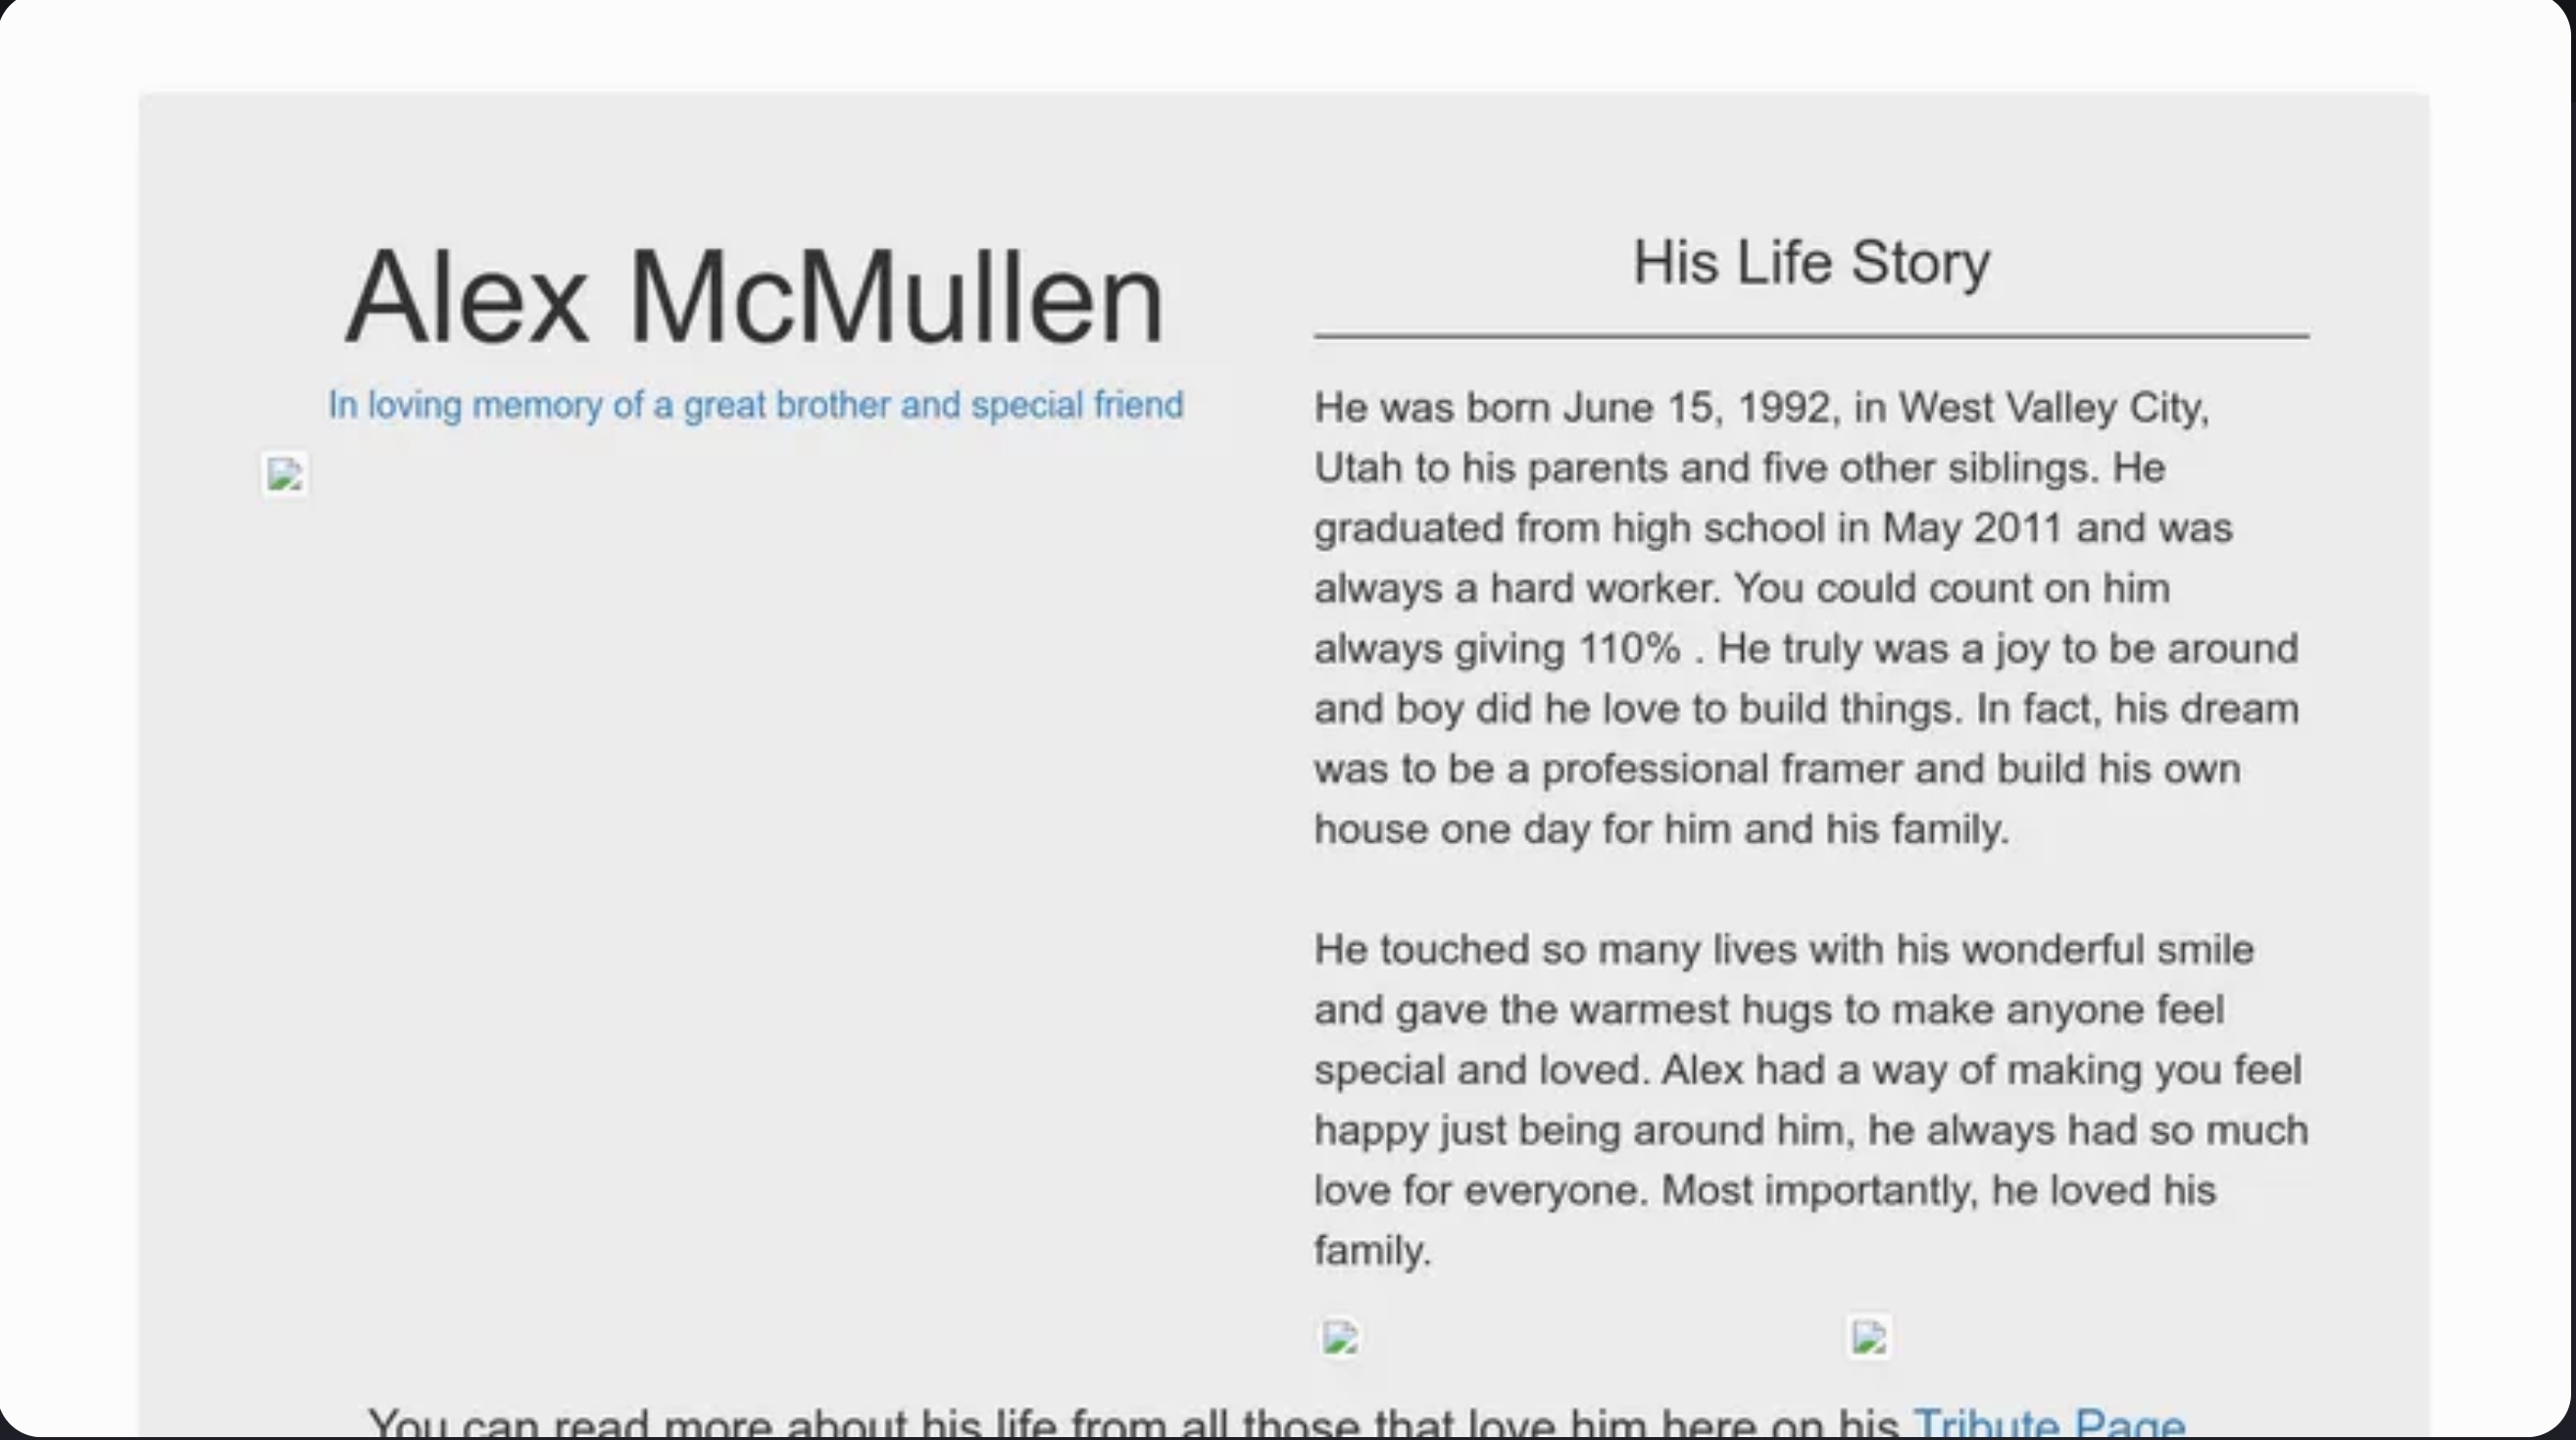 Alex McMullen
In loving memory of a great brother and special friend
His Life Story
He was born June 15, 1992, in West Valley City,
Utah to his parents and five other siblings. He
graduated from high school in May 2011 and was
always a hard worker. You could count on him
always giving 110% . He truly was a joy to be around
and boy did he love to build things. In fact, his dream
was to be a professional framer and build his own
house one day for him and his family.
He touched so many lives with his wonderful smile
and gave the warmest hugs to make anyone feel
special and loved. Alex had a way of making you feel
happy just being around him, he always had so much
love for everyone. Most importantly, he loved his
family.
You can read more about his life from all those that love him here on his Tribute Page